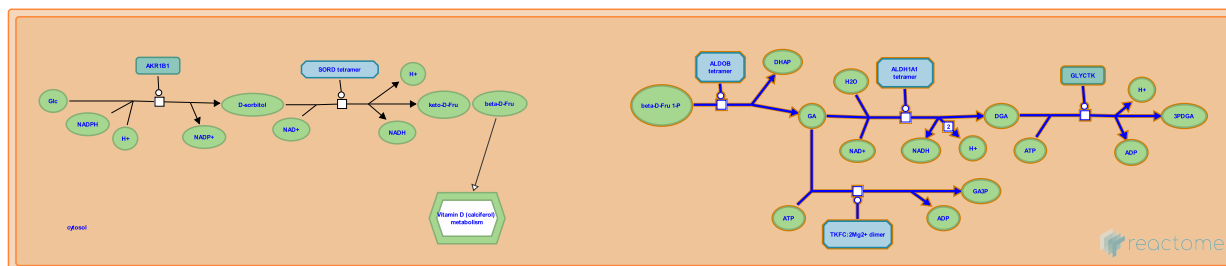 AKR1B1
Glc
NADPH
H+
NADP+
D-sorbitol
SORD tetramer
NAD+
H+
NADH
keto-D-Fru
beta-D-Fru
Vitamin D (calciferol)
metabolism
cytosol
beta-D-Fru 1-P
ALDOB
tetramer
DHAP
GA
H2O
NAD+
ALDH1A1
tetramer
NADH
2
H+
DGA
ATP
GLYCTK
H+
ADP
3PDGA
ATP
TKFC:2Mg2+ dimer
ADP
GA3P
reactome